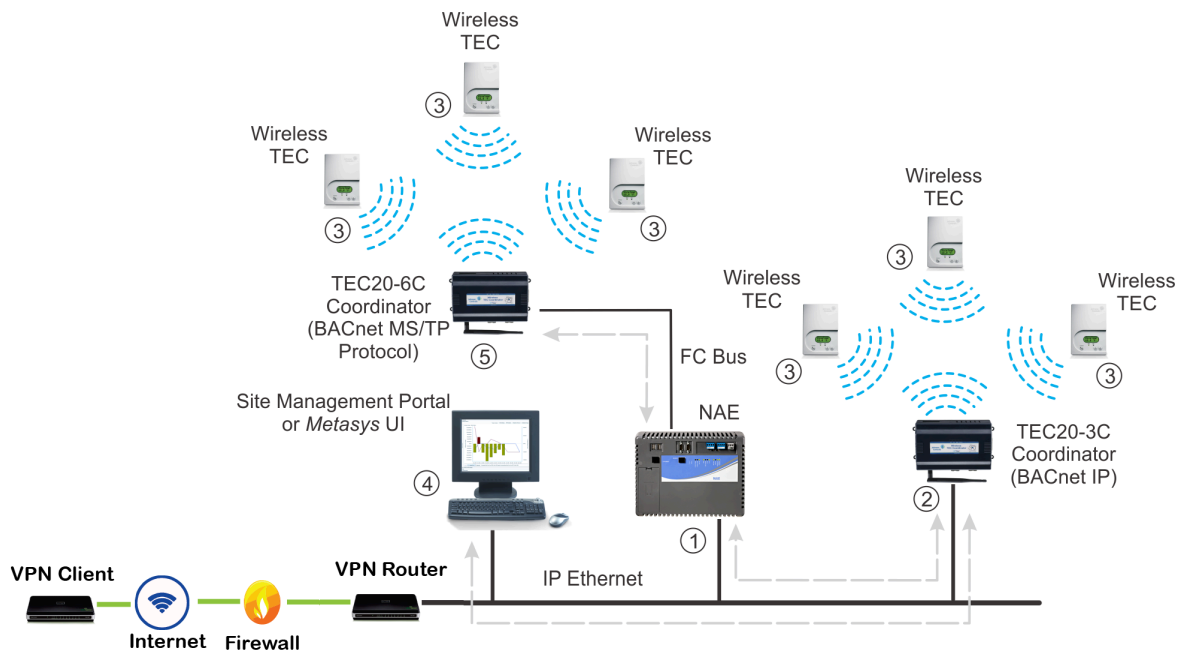 Wireless
TEC
3
Wireless
TEC
3
Wireless
TEC
3
TEC20-6C
Coordinator
(BACnet MS/TP
Protocol)
5
FC Bus
Wireless
TEC
3
Wireless
TEC
3
Wireless
TEC
3
Site Management Portal
or Metasys UI
4
NAE
NAE
1
TEC20-3C
Coordinator
(BACnet IP)
2
IP Ethernet
VPN Client
Internet
Firewall
VPN Router